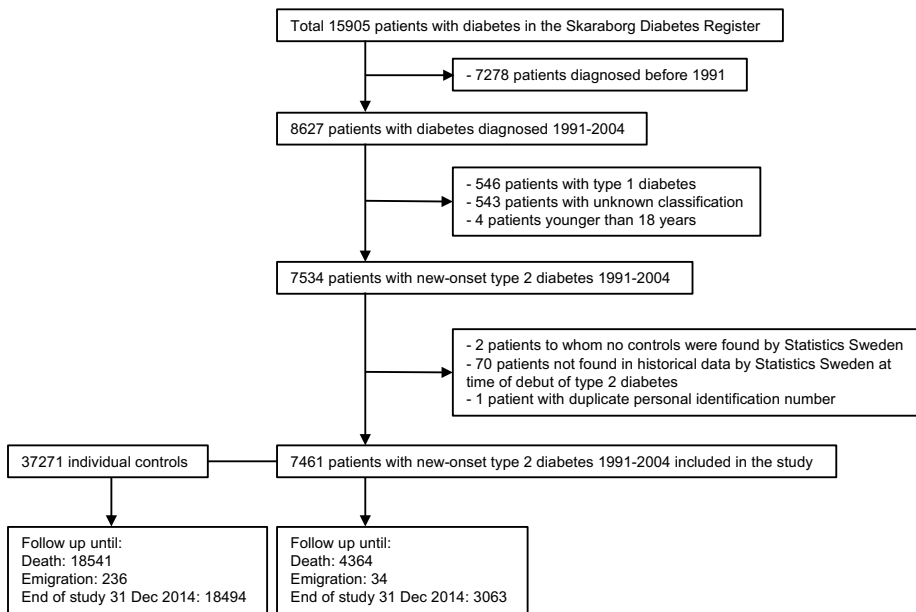 Total 15905 patients with diabetes in the Skaraborg Diabetes Register
- 7278 patients diagnosed before 1991
8627 patients with diabetes diagnosed 1991-2004
- 546 patients with type 1 diabetes
- 543 patients with unknown classification
- 4 patients younger than 18 years
7534 patients with new-onset type 2 diabetes 1991-2004
- 2 patients to whom no controls were found by Statistics Sweden
- 70 patients not found in historical data by Statistics Sweden at
time of debut of type 2 diabetes
- 1 patient with duplicate personal identification number
37271 individual controls
7461 patients with new-onset type 2 diabetes 1991-2004 included in the study
Follow up until:
Death: 18541
Emigration: 236
End of study 31 Dec 2014: 18494
Follow up until:
Death: 4364
Emigration: 34
End of study 31 Dec 2014: 3063